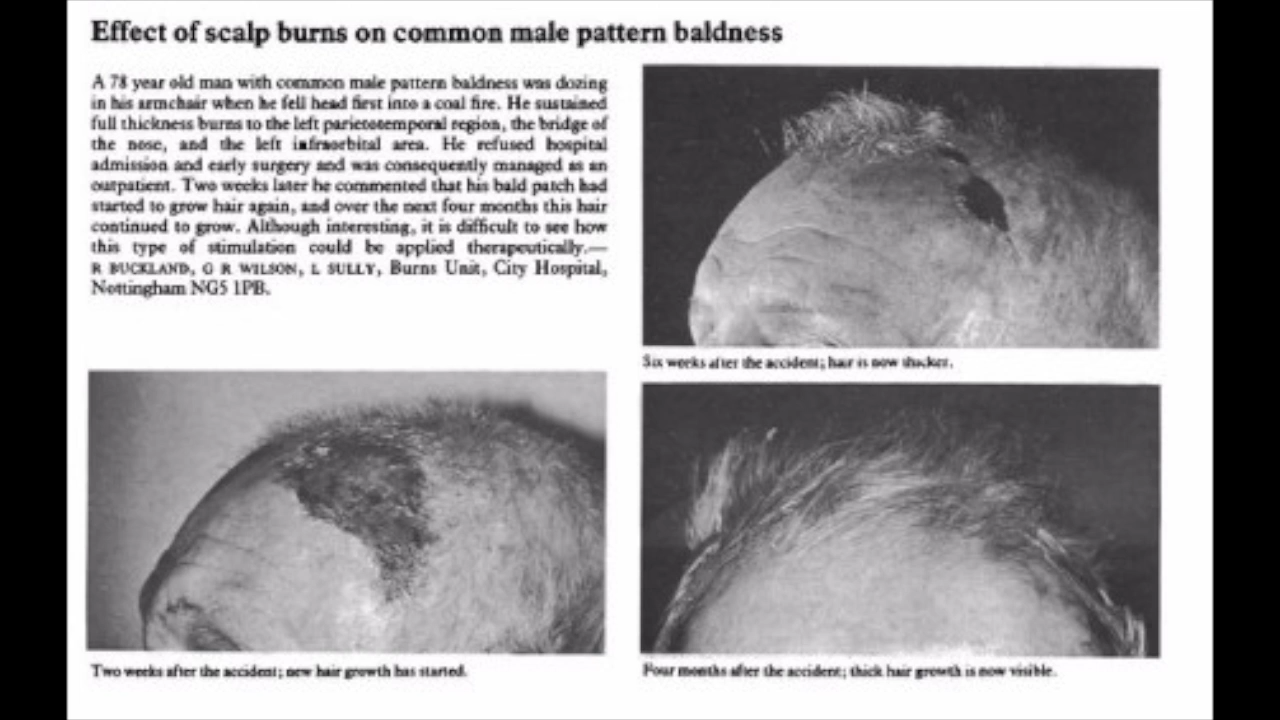 Effect of scalp burns on common male pattern baldness
A 78 year old man with common male pattern baldness was dozing
in his armchair when he fell head first into a coal fire. He sustained
full thickness burns to the left parietotemporal region, the bridge of
the nose, and the left infraorbital area. He refused hospital
admission and early surgery and was consequently managed as an
outpatient. Two weeks later he commented that his bald patch had
started to grow hair again, and over the next four months this hair
continued to grow. Although interesting, it is difficult to see how
this type of stimulation could be applied therapeutically.—
R BUCKLAND, G R WILSON, L SULLY, Burns Unit, City Hospital,
Nottingham NG5 1PB.
Six weeks after the accident; hair is now thicker.
Two weeks after the accident; new hair growth has started.
Four months after the accident; thick hair growth is now visible.